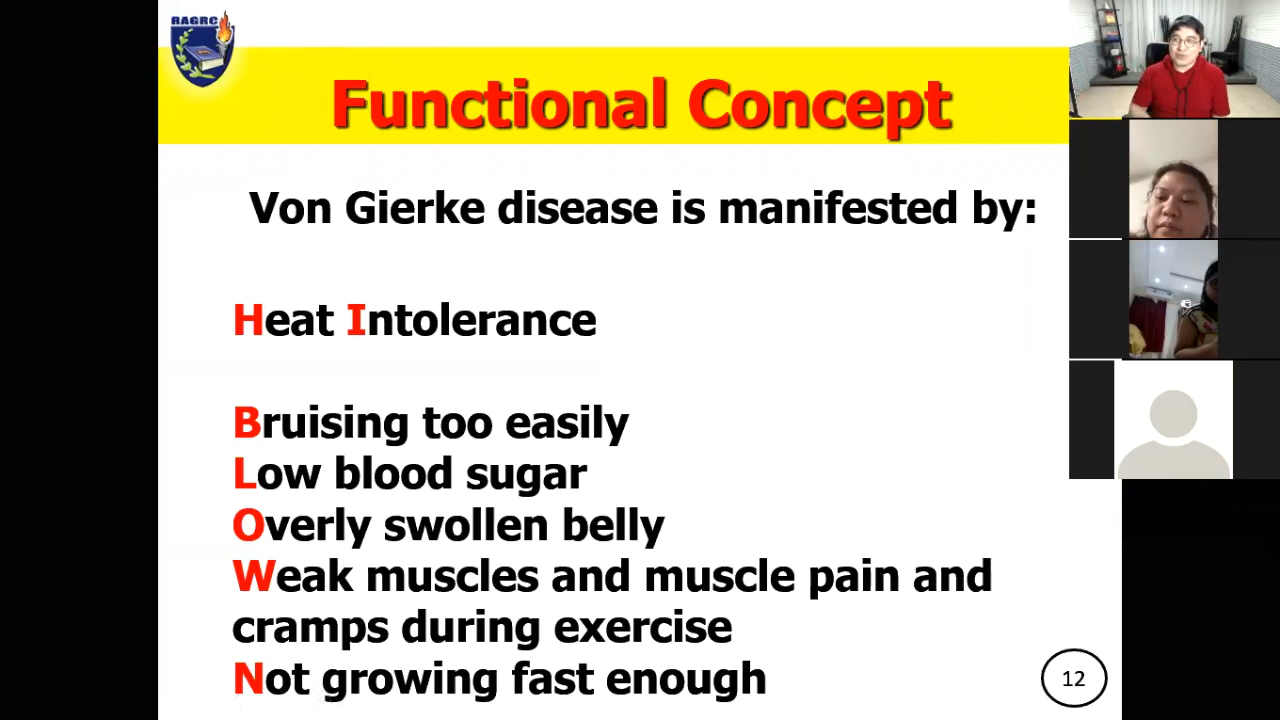 RAGRC
Functional Concept
Von Gierke disease is manifested by:
Heat Intolerance
Bruising too easily
Low blood sugar
Overly swollen belly
Weak muscles and muscle pain and
cramps during exercise
Not growing fast enough
12